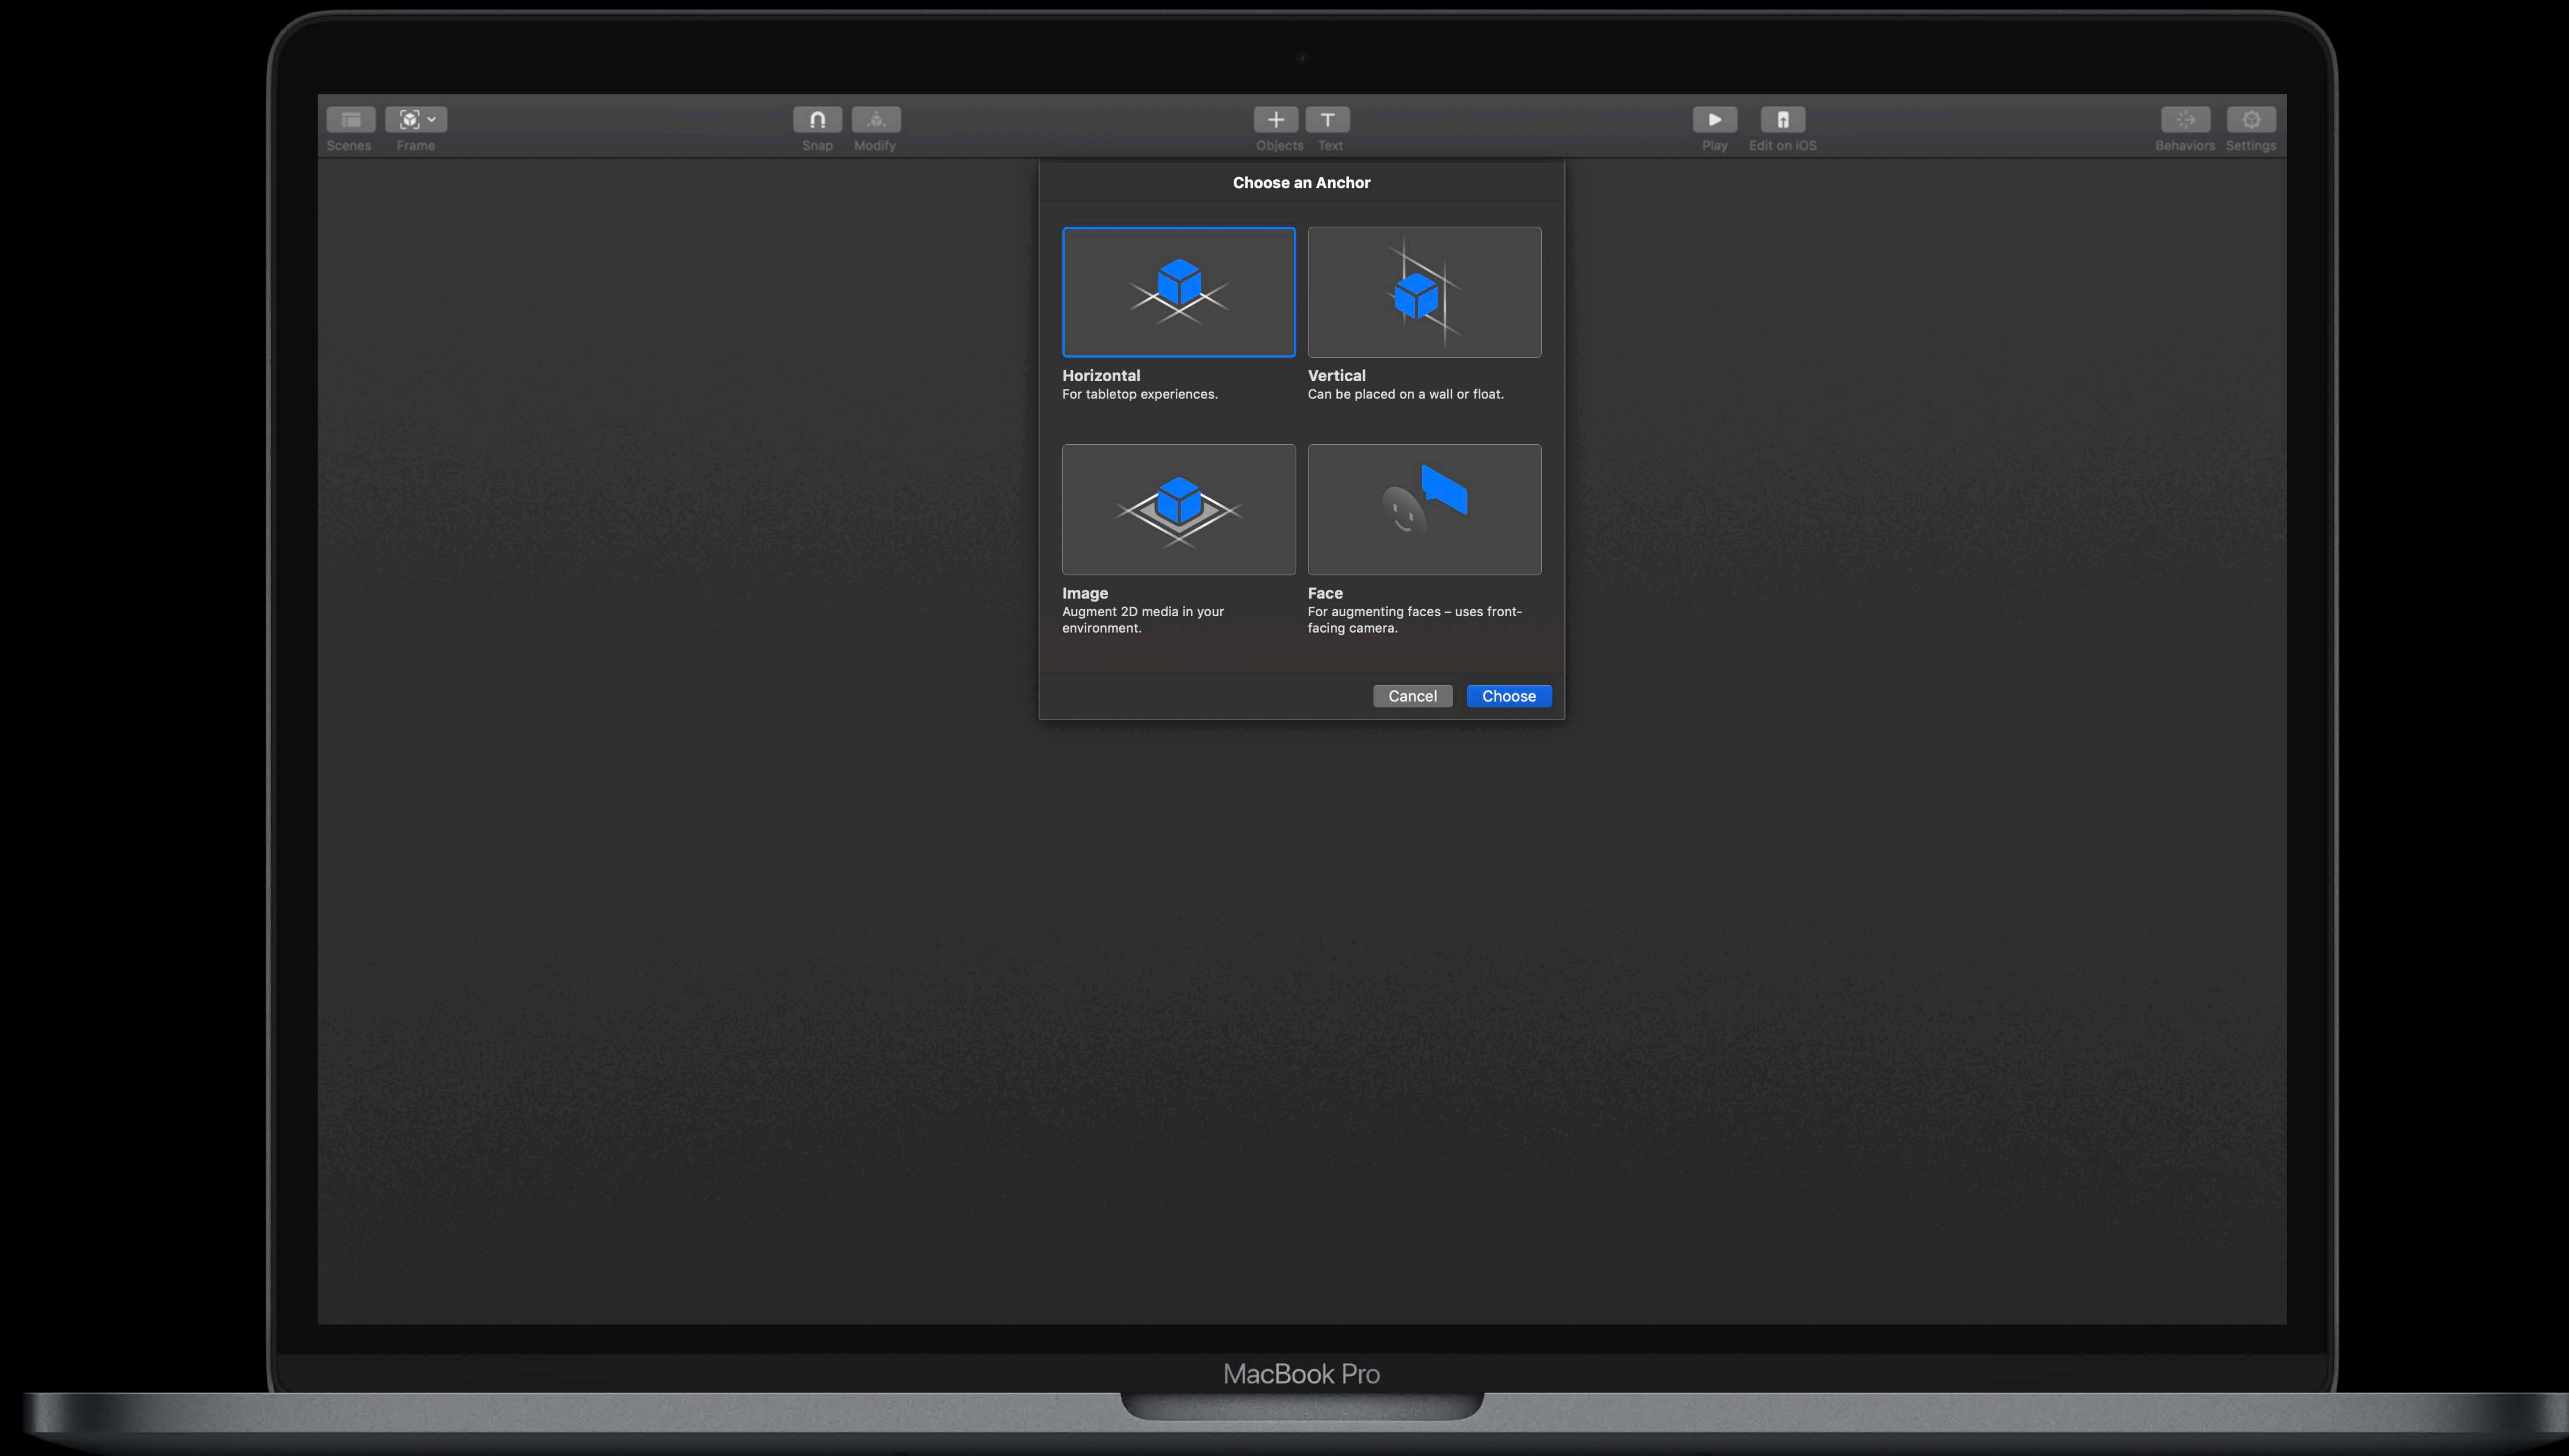 Scenes Frame Snap Modify Objects Text Play Edit on iOS Behaviors Settings
Choose an Anchor
Horizontal
For tabletop experiences.
Vertical
Can be placed on a wall or float.
Image
Augment 2D media in your
environment.
Face
For augmenting faces – uses front-
facing camera.
Cancel Choose
MacBook Pro